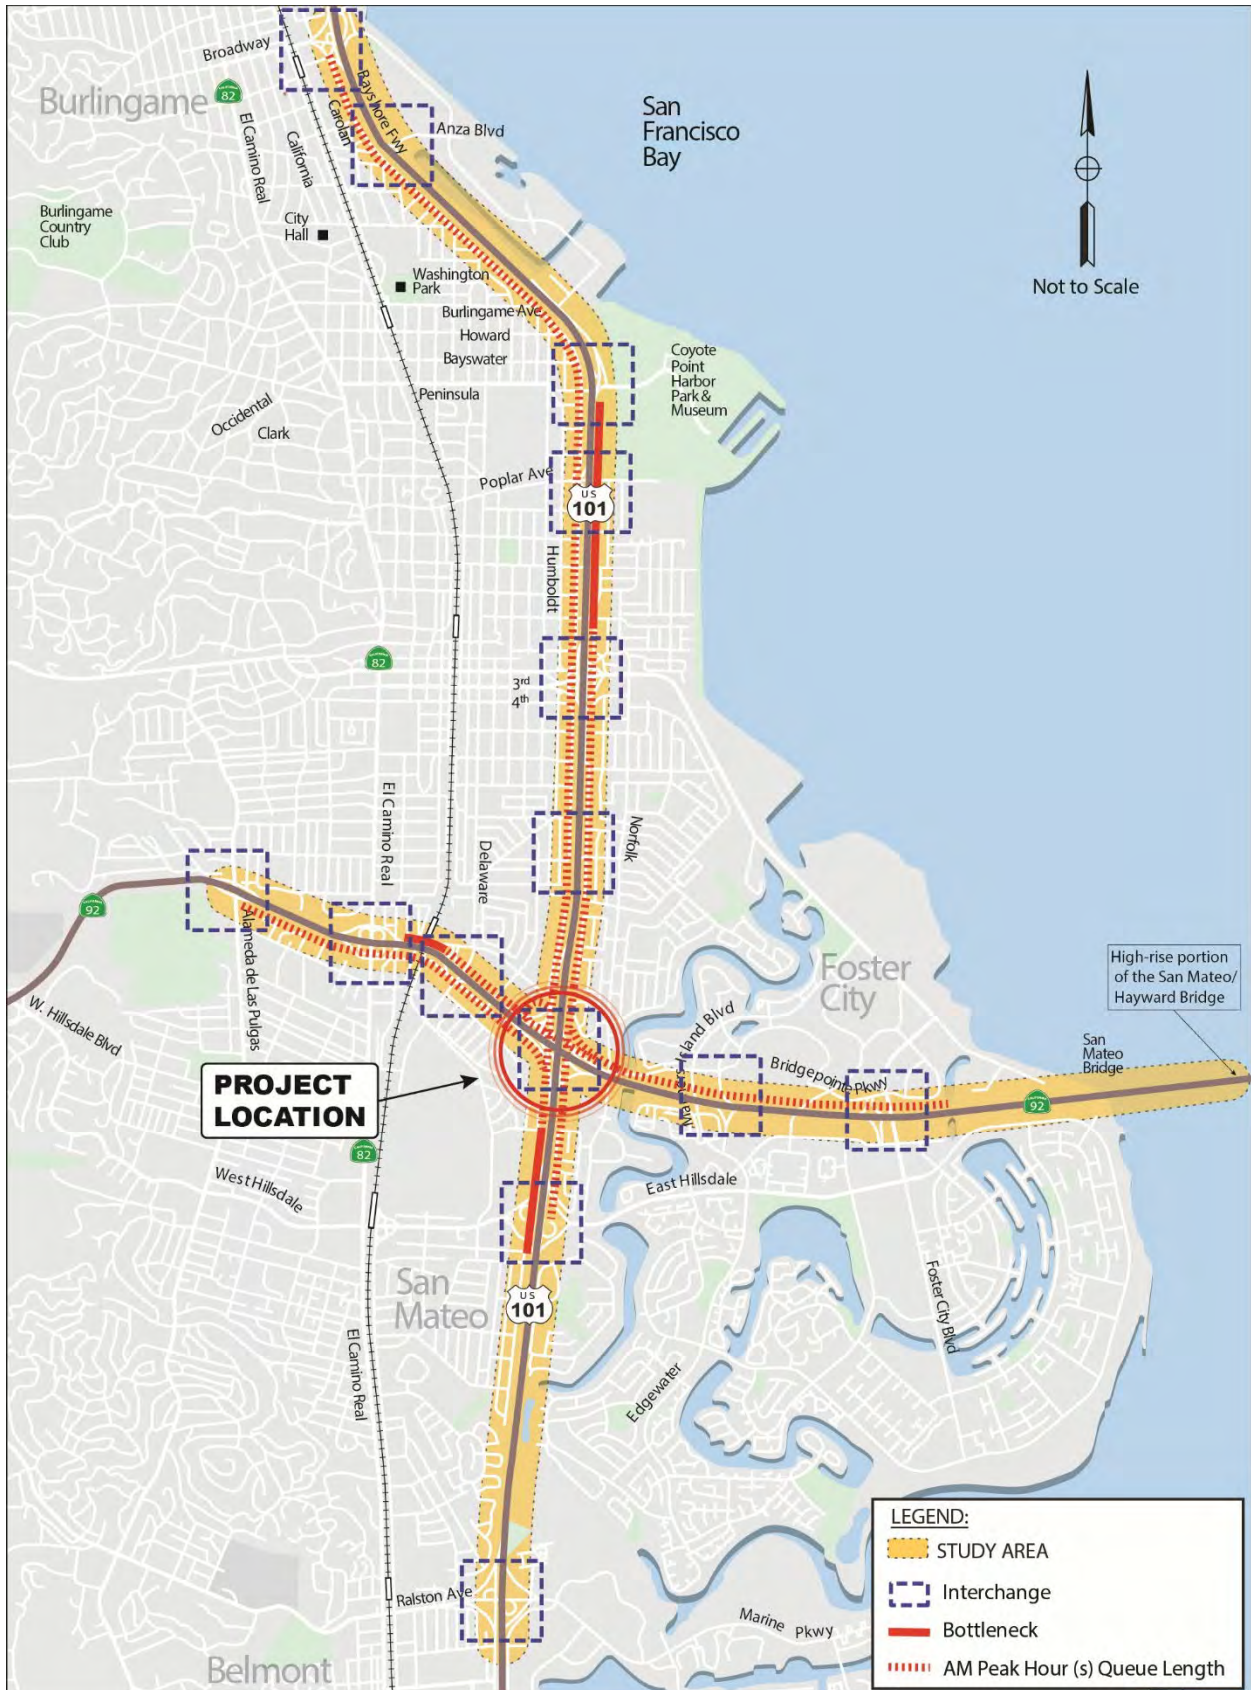 Broadway
Burlingame
82
Bayshore Fwy
Carolan
Anza Blvd
San
Francisco
Bay
El Camino Real
California
Burlingame
Country
Club
City
Hall
Washington
Park
Not to Scale
Burlingame Ave
Howard
Bayswater
Coyote
Point
Harbor
Park &
Museum
Peninsula
Occidental
Clark
Poplar Ave
US
101
Humboldt
82
3rd
4th
El Camino Real
Delaware
Norfolk
92
Alameda de Las Pulgas
W. Hillsdale Blvd
Foster
City
High-rise portion
of the San Mateo/
Hayward Bridge
Mariner's Island Blvd
Bridgepointe Pkwy
San
Mateo
Bridge
92
PROJECT
LOCATION
82
West Hillsdale
East Hillsdale
San
Mateo
US
101
Foster City Blvd
El Camino Real
Edgewater
Ralston Ave
Marine Pkwy
Belmont
LEGEND:
STUDY AREA
Interchange
Bottleneck
AM Peak Hour (s) Queue Length